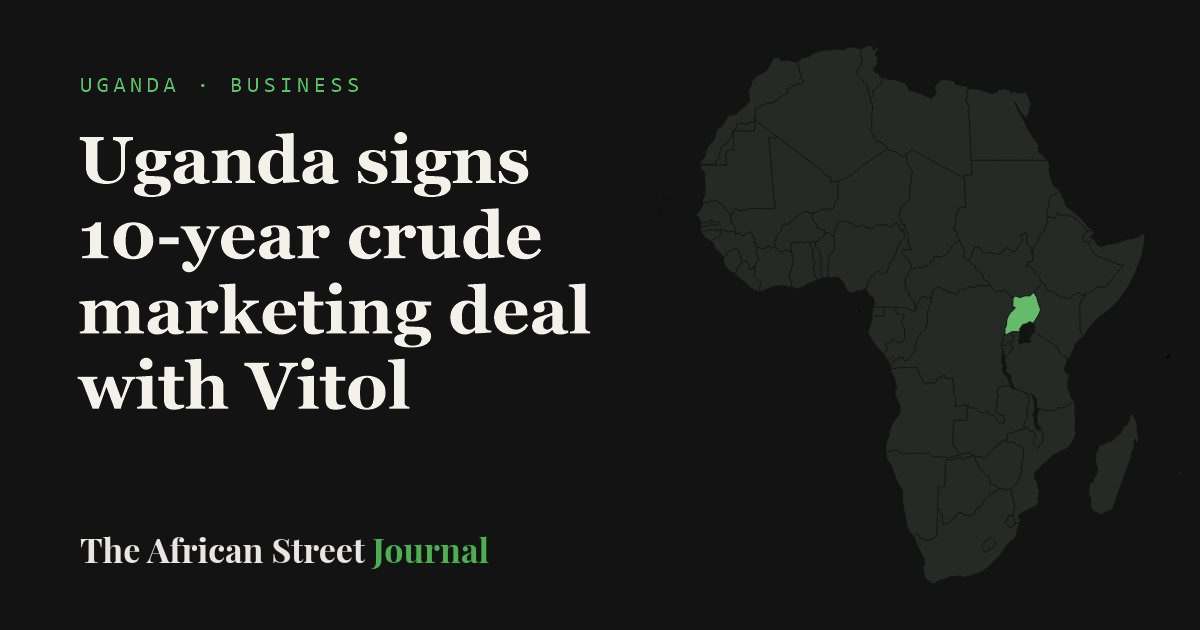 UGANDA · BUSINESS
Uganda signs
10-year crude
marketing deal
with Vitol
The African Street Journal